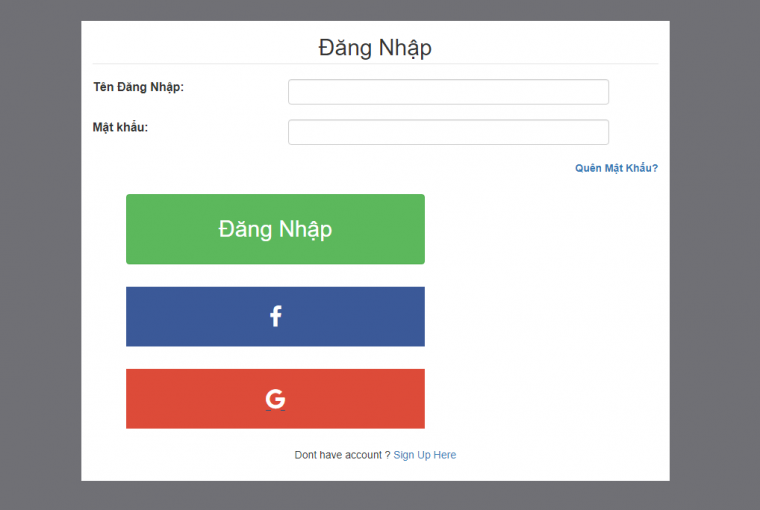 Đăng Nhập
Tên Đăng Nhập:
Mật khẩu:
Quên Mật Khẩu?
Đăng Nhập
f
G
Dont have account ? Sign Up Here